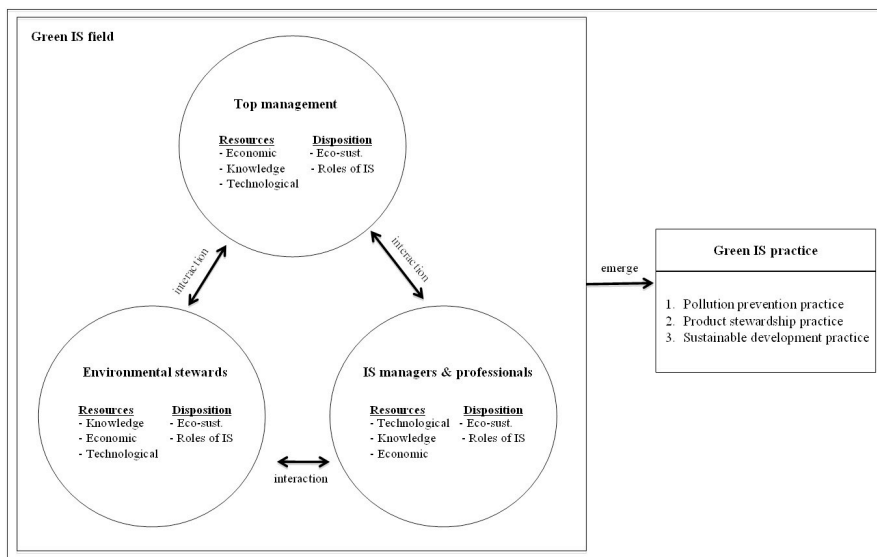 Green IS field
Top management
Resources Disposition
- Economic - Eco-sust.
- Knowledge - Roles of IS
- Technological
interaction
interaction
Environmental stewards
Resources Disposition
- Knowledge - Eco-sust.
- Economic - Roles of IS
- Technological
IS managers & professionals
Resources Disposition
- Technological - Eco-sust.
- Knowledge - Roles of IS
- Economic
interaction
emerge
Green IS practice
1. Pollution prevention practice
2. Product stewardship practice
3. Sustainable development practice